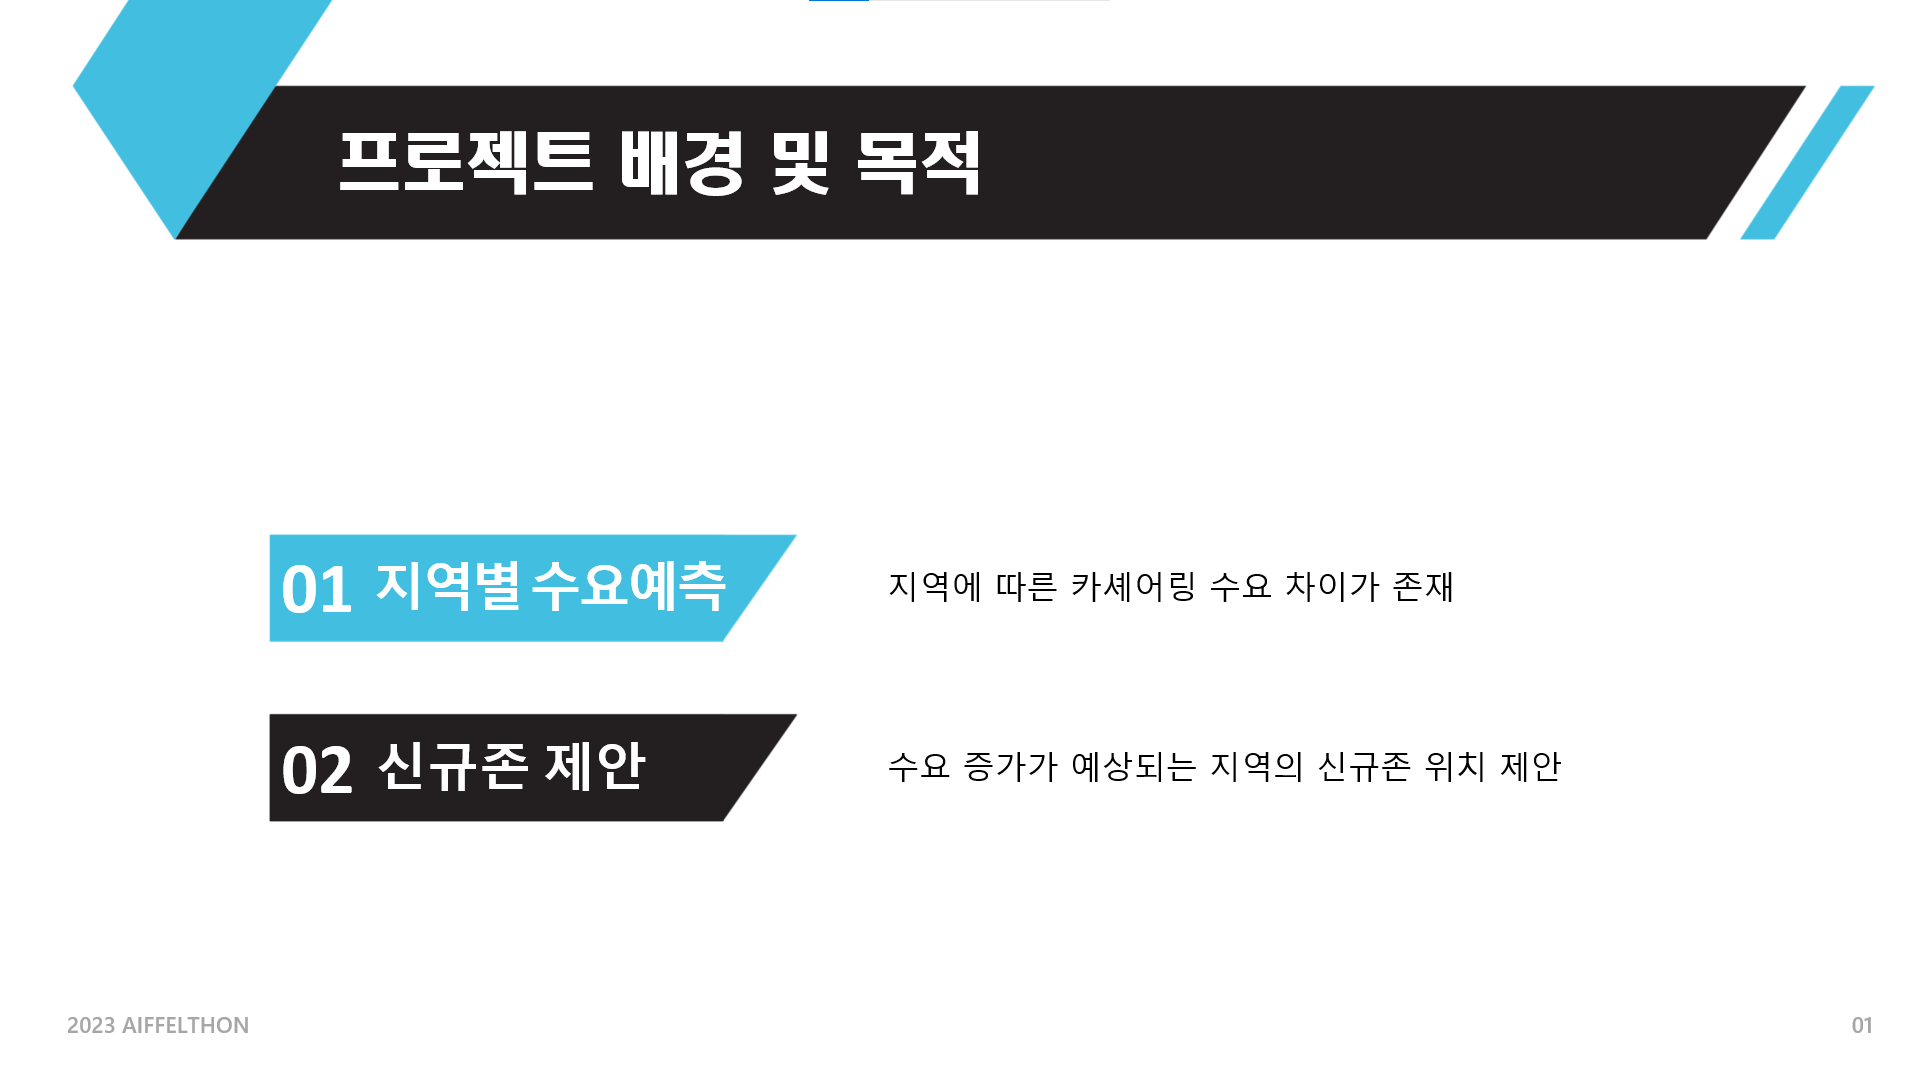 프로젝트 배경 및 목적
01 지역별 수요예측
지역에 따른 카셰어링 수요 차이가 존재
02 신규존 제안
수요 증가가 예상되는 지역의 신규존 위치 제안
2023 AIFFELTHON
01